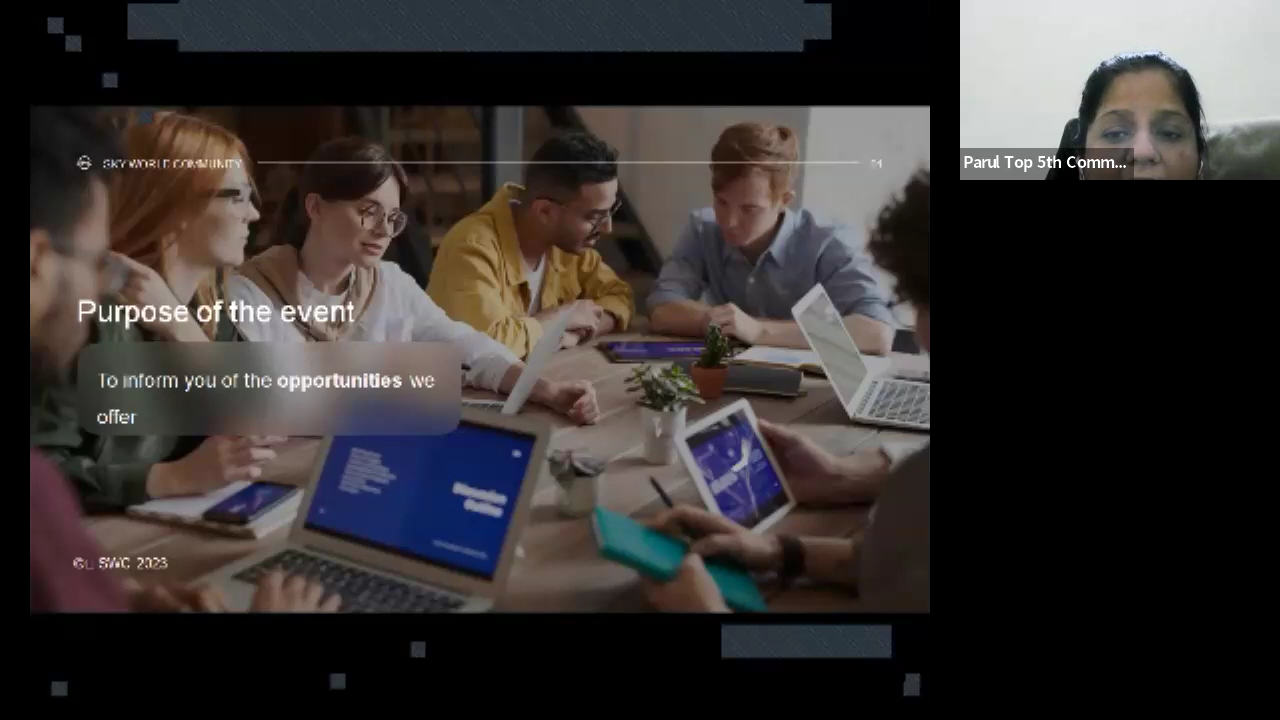 SKY WORLD COMMUNITY
Purpose of the event
To inform you of the opportunities we
offer
SWC 2023
Parul Top 5th Comm...